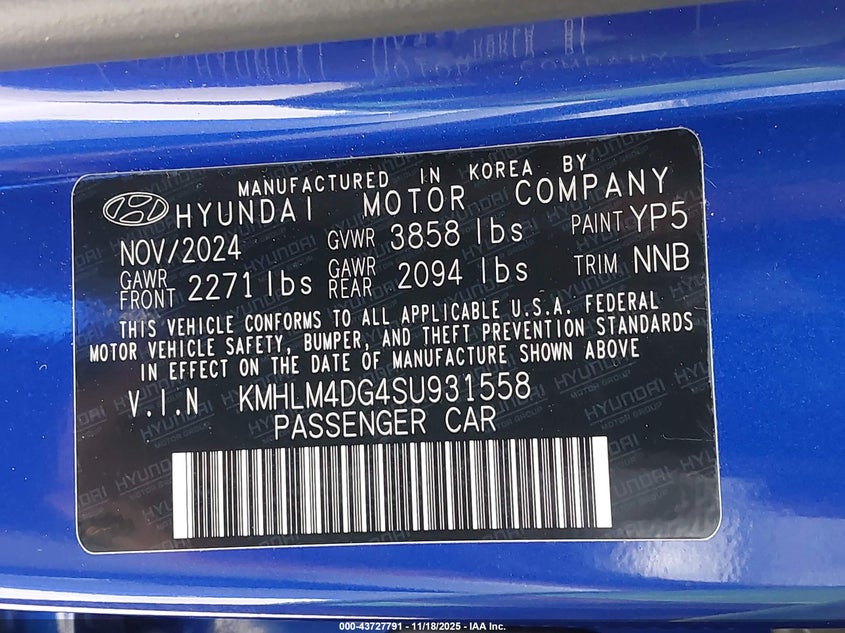 MANUFACTURED IN KOREA BY
HYUNDAI MOTOR COMPANY
NOV/2024 GVWR 3858 lbs PAINT YP5
GAWR FRONT 2271 lbs GAWR REAR 2094 lbs TRIM NNB
THIS VEHICLE CONFORMS TO ALL APPLICABLE U.S.A. FEDERAL
MOTOR VEHICLE SAFETY, BUMPER, AND THEFT PREVENTION STANDARDS
IN EFFECT ON THE DATE OF MANUFACTURE SHOWN ABOVE
V.I.N KMHLM4DG4SU931558
PASSENGER CAR
000-43727791 - 11/18/2025 - IAA Inc.